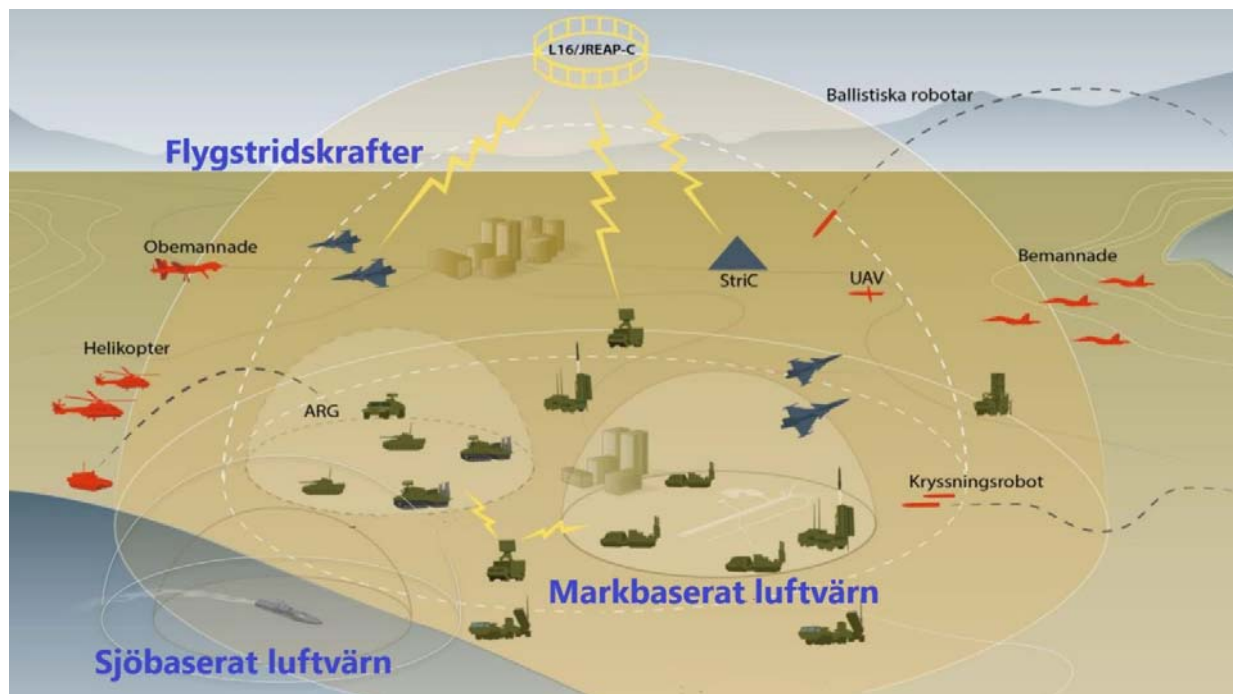 L16/JREAP-C
Ballistiska robotar
Flygstridskrafter
Obemannade
Bemannade
StriC
UAV
Helikopter
ARG
Kryssningsrobot
Markbaserat luftvärn
Sjöbaserat luftvärn